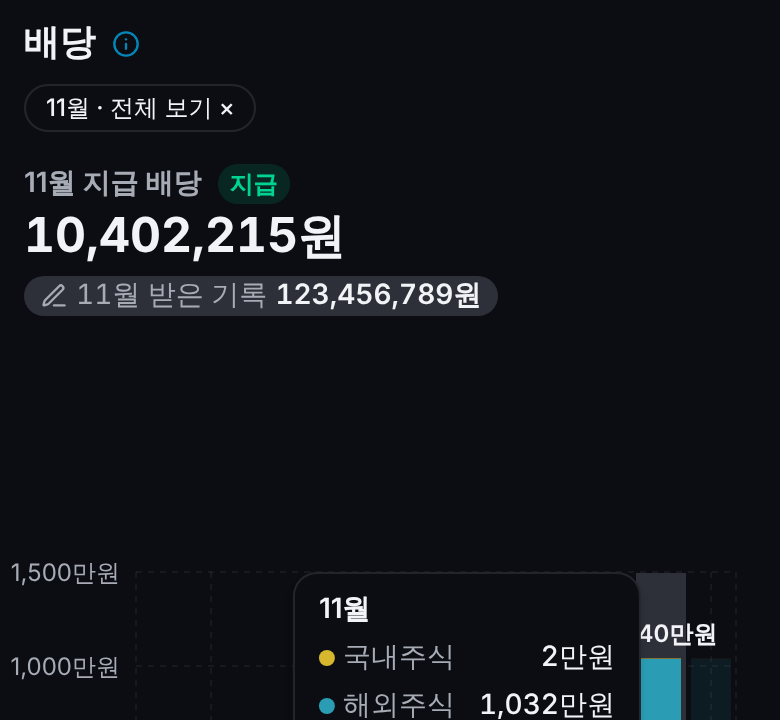 배당
11월 · 전체 보기 ×
11월 지급 배당 지급
10,402,215원
11월 받은 기록 123,456,789원
1,500만원
11월
40만원
국내주식 2만원
1,000만원
해외주식 1,032만원